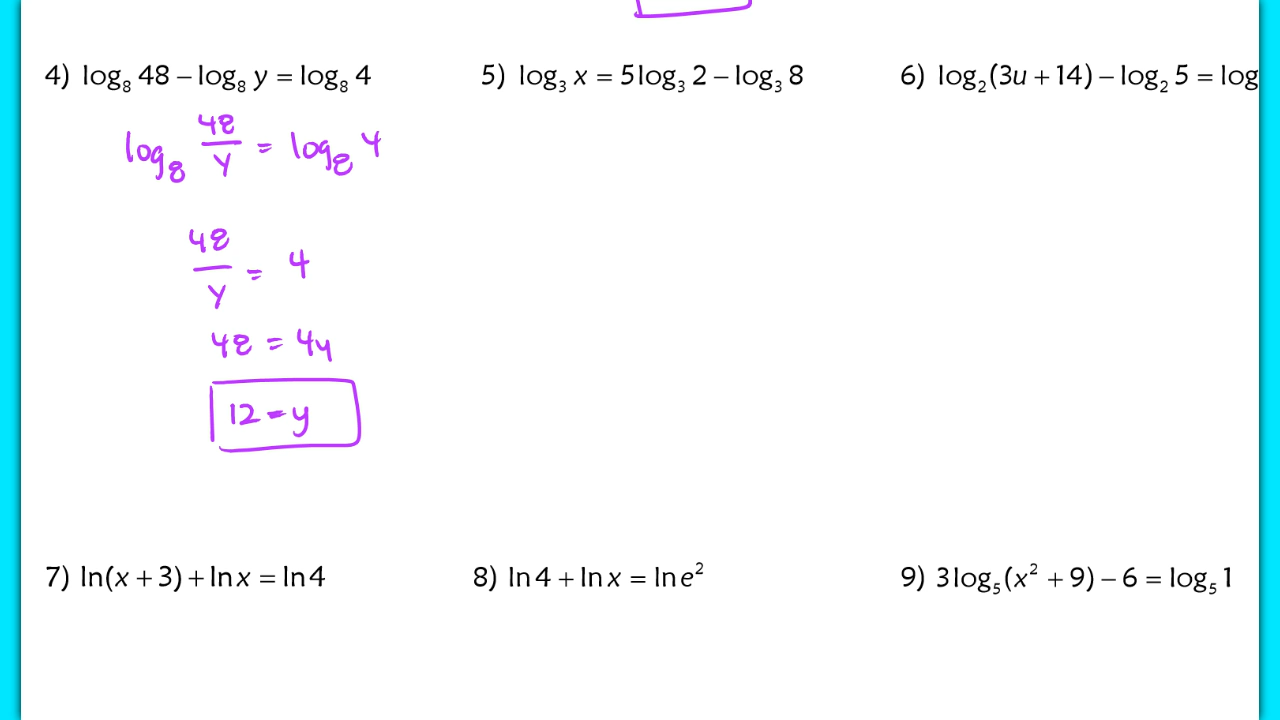 4) log₈ 48 – log₈ y = log₈ 4
5) log₃ x = 5log₃ 2 – log₃ 8
6) log₂(3u + 14) – log₂ 5 = log
log₈ 48/y = log₈ 4
48/y = 4
48 = 4y
12 = y
7) ln(x + 3) + ln x = ln 4
8) ln 4 + ln x = ln e²
9) 3log₅(x² + 9) – 6 = log₅ 1